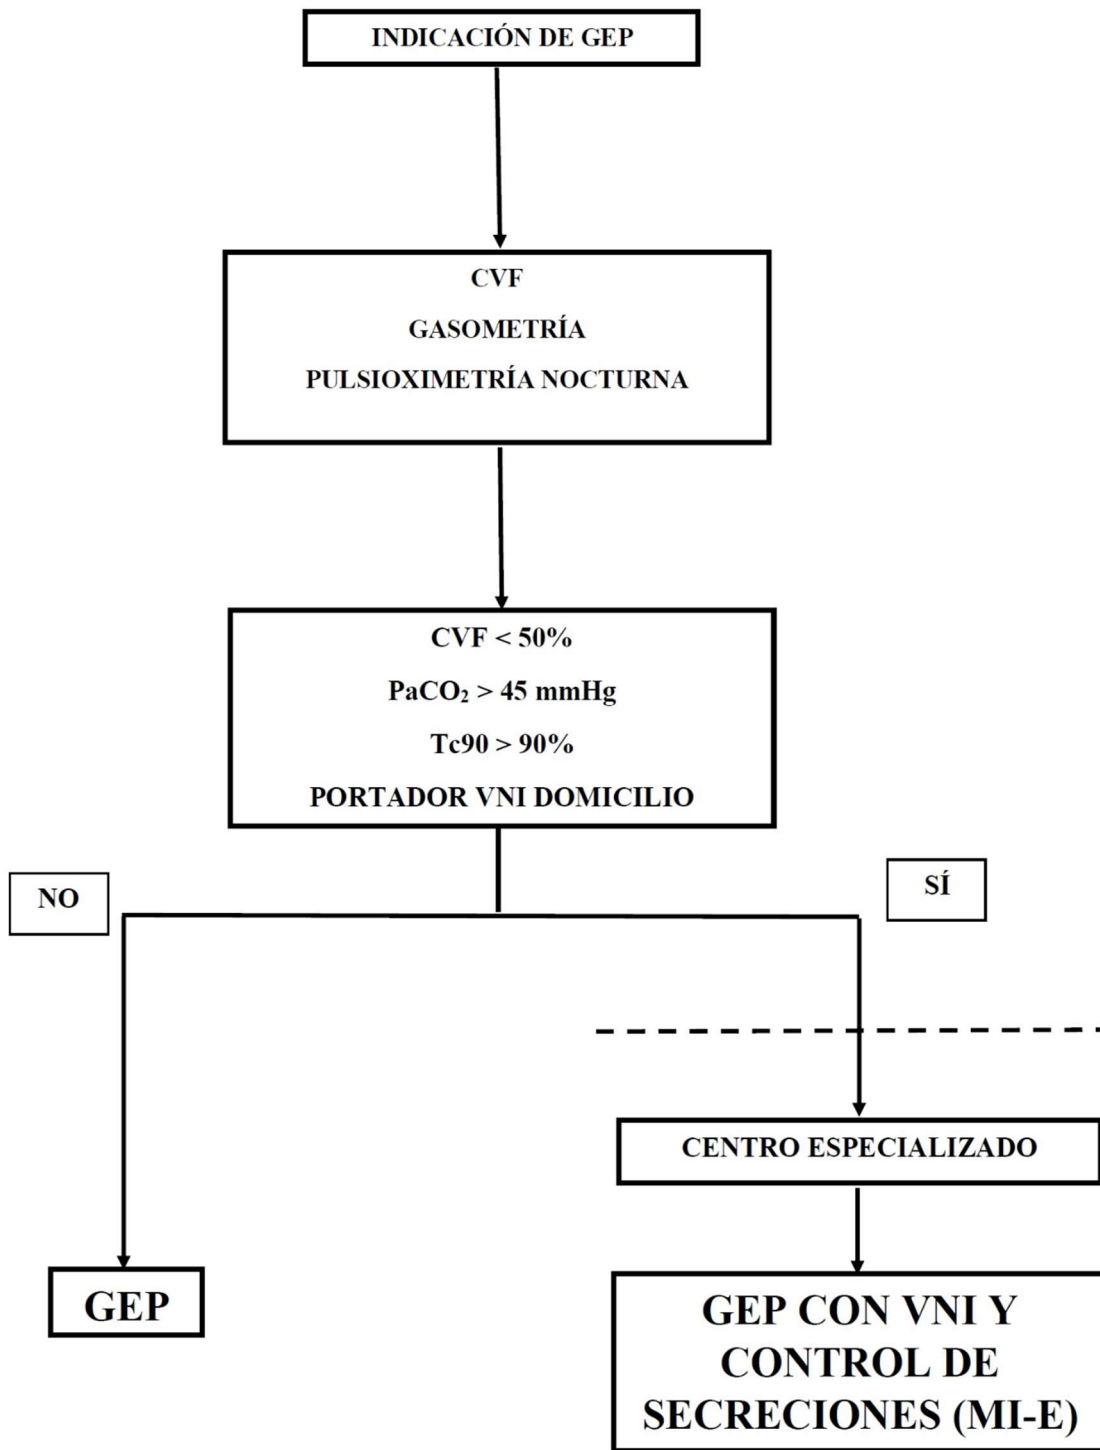 INDICACIÓN DE GEP
CVF
GASOMETRÍA
PULSIOXIMETRÍA NOCTURNA
CVF < 50%
PaCO₂ > 45 mmHg
Tc90 > 90%
PORTADOR VNI DOMICILIO
NO
SÍ
CENTRO ESPECIALIZADO
GEP
GEP CON VNI Y
CONTROL DE
SECRECIONES (MI-E)